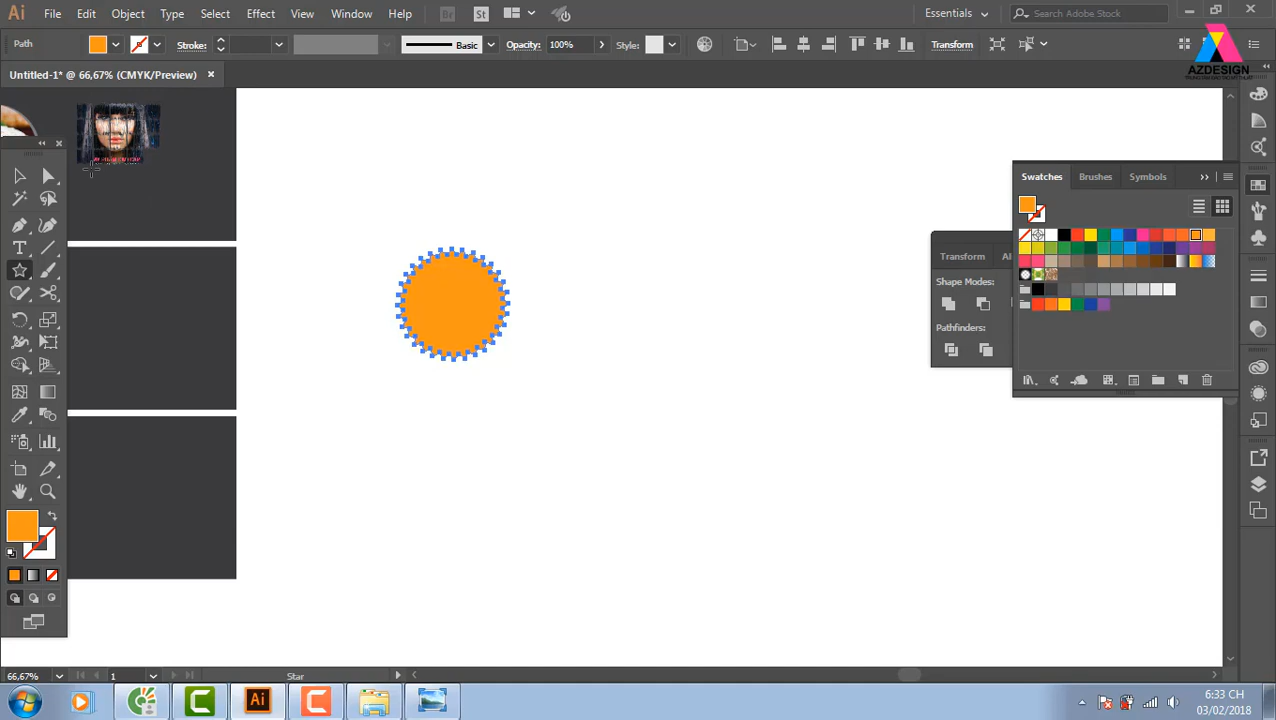 Ai File Edit Object Type Select Effect View Window Help Br St Essentials Search Adobe Stock
Path Stroke: Basic Opacity: 100% Style: Transform
AZDESIGN
Untitled-1* @ 66,67% (CMYK/Preview)
Swatches Brushes Symbols
Transform
Shape Modes:
Pathfinders:
66,67% 1 Star
Ai
6:33 CH
03/02/2018